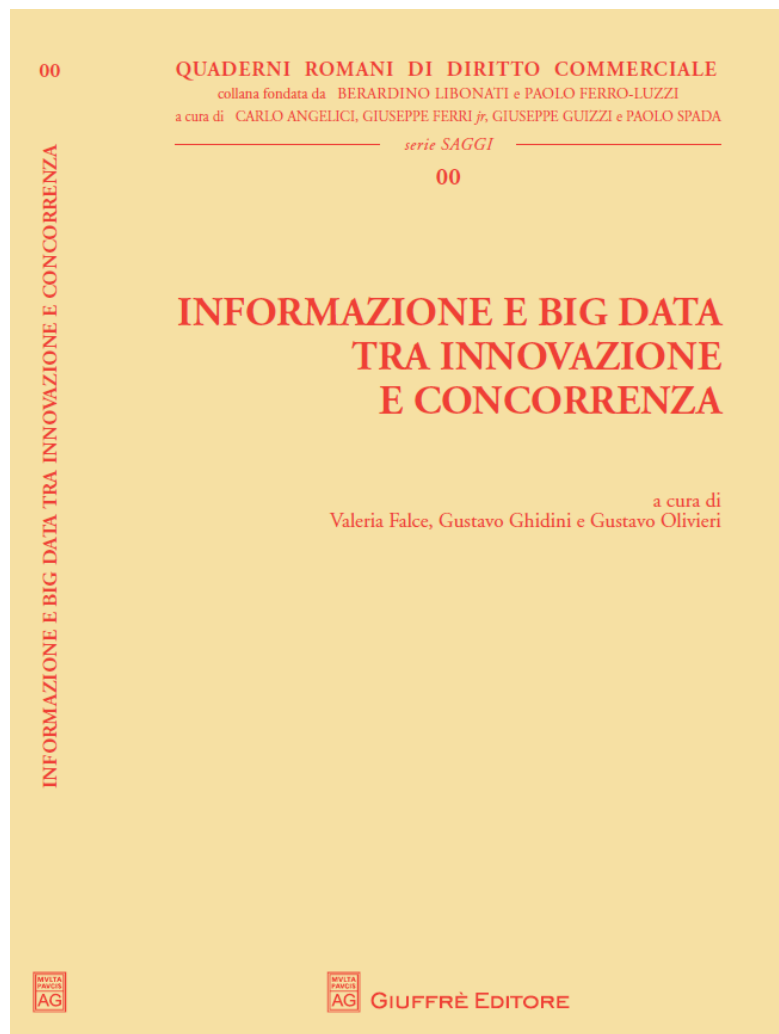 00
INFORMAZIONE E BIG DATA TRA INNOVAZIONE E CONCORRENZA
MVLTA
PAVCIS
AG
QUADERNI ROMANI DI DIRITTO COMMERCIALE
collana fondata da BERARDINO LIBONATI e PAOLO FERRO-LUZZI
a cura di CARLO ANGELICI, GIUSEPPE FERRI jr, GIUSEPPE GUIZZI e PAOLO SPADA
serie SAGGI
00
INFORMAZIONE E BIG DATA
TRA INNOVAZIONE
E CONCORRENZA
a cura di
Valeria Falce, Gustavo Ghidini e Gustavo Olivieri
MVLTA
PAVCIS
AG
GIUFFRÈ EDITORE